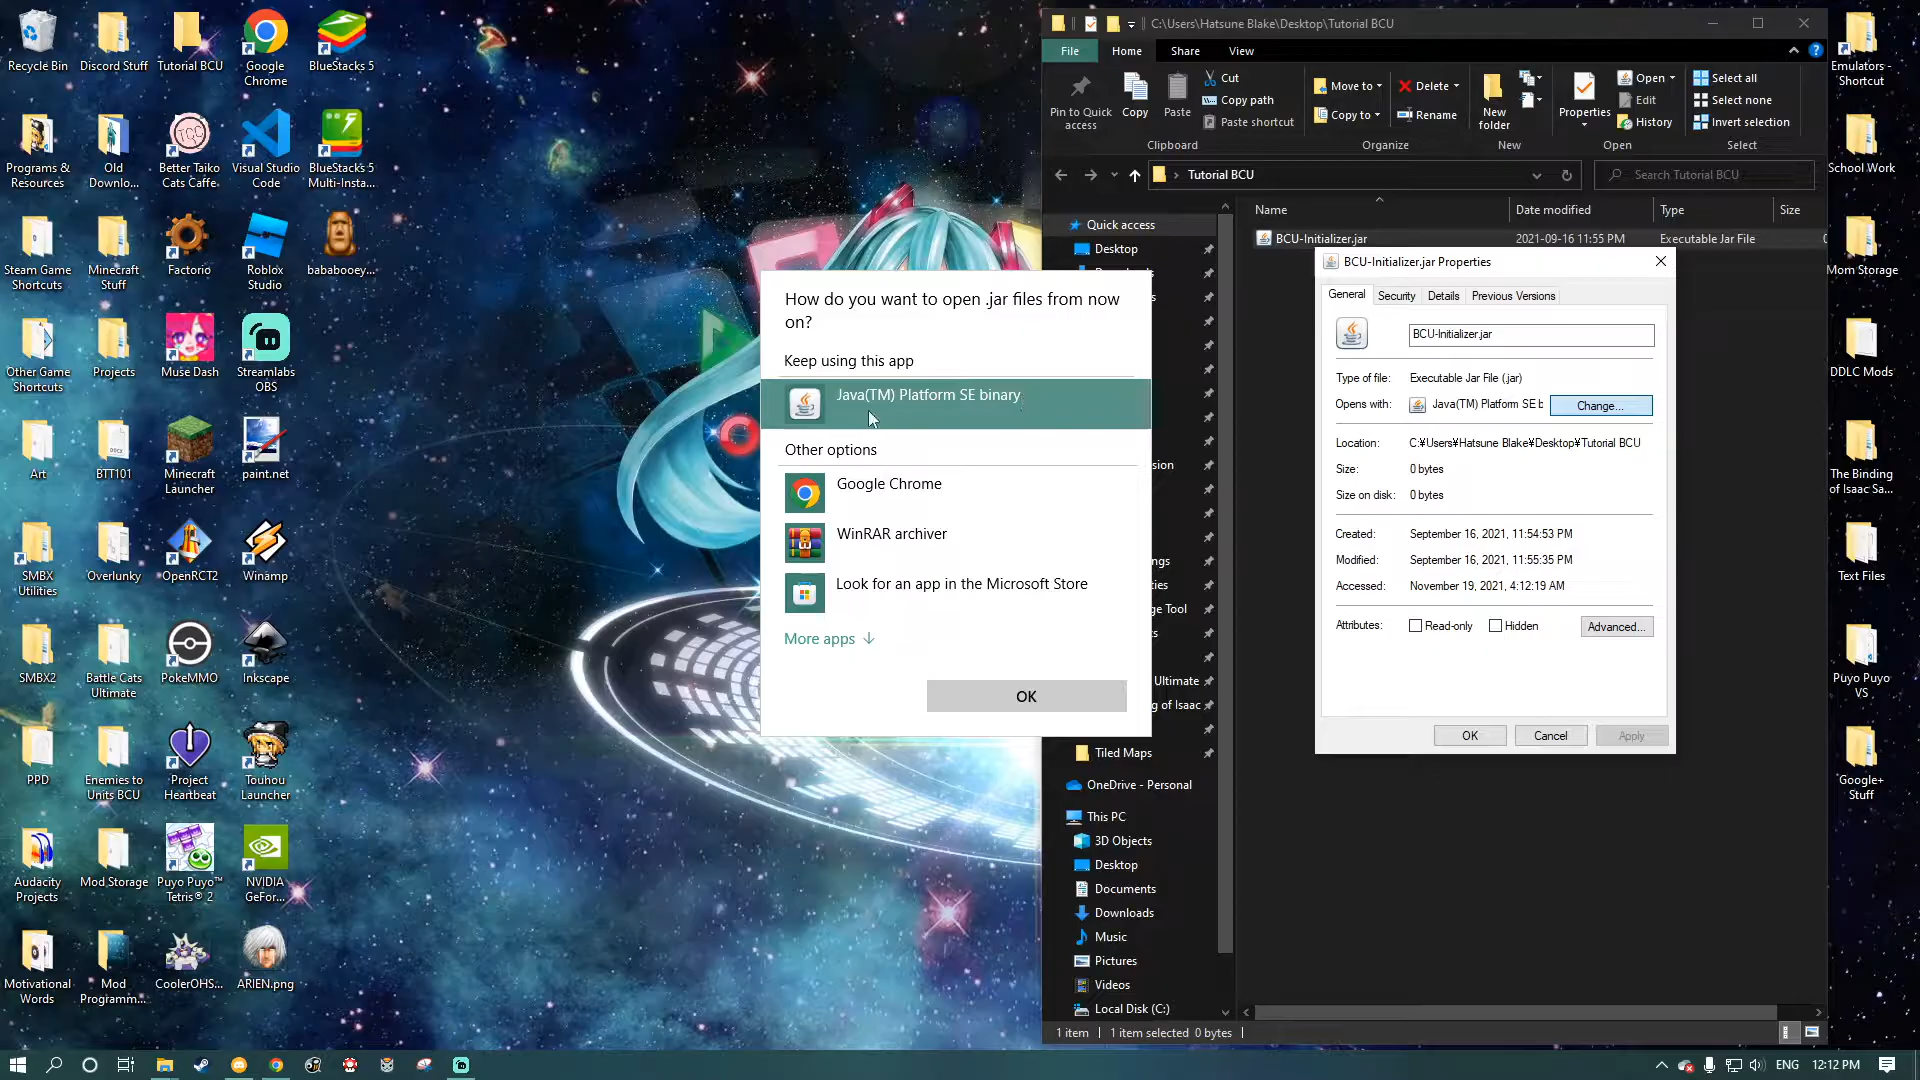 Recycle Bin
Discord Stuff
Tutorial BCU
Google
Chrome
BlueStacks 5
Programs &
Resources
Old
Downlo...
Better Taiko
Cats Caffe
Visual Studio
Code
BlueStacks 5
Multi-Insta...
Steam Game
Shortcuts
Minecraft
Stuff
Factorio
Roblox
Studio
bababooey...
Other Game
Shortcuts
Projects
Muse Dash
Streamlabs
OBS
Art
BTT101
Minecraft
Launcher
paint.net
SMBX
Utilities
Overlunky
OpenRCT2
Winamp
SMBX2
Battle Cats
Ultimate
PokeMMO
Inkscape
PPD
Enemies to
Units BCU
Project
Heartbeat
Touhou
Launcher
Audacity
Projects
Mod Storage
Puyo Puyo™
Tetris® 2
NVIDIA
GeFor...
Motivational
Words
Mod
Programm...
CoolerOHS...
ARIEN.png
How do you want to open .jar files from now
on?
Keep using this app
Java(TM) Platform SE binary
Other options
Google Chrome
WinRAR archiver
Look for an app in the Microsoft Store
More apps
OK
C:\Users\Hatsune Blake\Desktop\Tutorial BCU
File
Home
Share
View
Pin to Quick
access
Copy
Paste
Cut
Copy path
Paste shortcut
Clipboard
Move to
Copy to
Delete
Rename
Organize
New
folder
New
Properties
Open
Edit
History
Open
Select all
Select none
Invert selection
Select
Tutorial BCU
Search Tutorial BCU
Name
Date modified
Type
Size
BCU-Initializer.jar
2021-09-16 11:55 PM
Executable Jar File
Quick access
Desktop
sion
ngs
ge Tool
Ultimate
g of Isaac
Tiled Maps
OneDrive - Personal
This PC
3D Objects
Desktop
Documents
Downloads
Music
Pictures
Videos
Local Disk (C:)
1 item
1 item selected 0 bytes
BCU-Initializer.jar Properties
General
Security
Details
Previous Versions
BCU-Initializer.jar
Type of file:
Executable Jar File (.jar)
Opens with:
Java(TM) Platform SE b
Change...
Location:
C:¥Users¥Hatsune Blake¥Desktop¥Tutorial BCU
Size:
0 bytes
Size on disk:
0 bytes
Created:
September 16, 2021, 11:54:53 PM
Modified:
September 16, 2021, 11:55:35 PM
Accessed:
November 19, 2021, 4:12:19 AM
Attributes:
Read-only
Hidden
Advanced...
OK
Cancel
Apply
Emulators -
Shortcut
School Work
Mom Storage
DDLC Mods
The Binding
of Isaac Sa...
Text Files
Puyo Puyo
VS
Google+
Stuff
ENG
12:12 PM